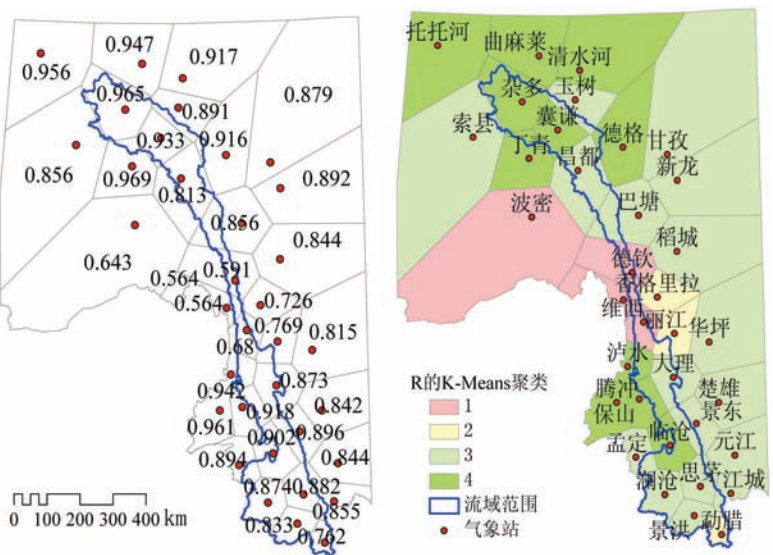 0.947
0.917
0.956
0.879
0.965
0.891
0.933
0.916
0.856
0.969
0.892
0.813
0.856
0.643
0.844
0.591
0.564
0.564
0.726
0.769
0.815
0.68
0.873
0.942
0.918
0.842
0.961
0.902
0.896
0.894
0.844
0.874
0.882
0.855
0.833
0.762
0 100 200 300 400
km
托托河
曲麻莱
清水河
杂多
玉树
囊谦
索县
德格
丁青
昌都
甘孜
新龙
波密
巴塘
稻城
德钦
香格里拉
维西
丽江
华坪
泸水
大理
R的K-Means聚类
腾冲
楚雄
1
保山
景东
2
临沧
元江
3
孟定
4
思茅
江城
澜沧
流域范围
气象站
景洪
勐腊